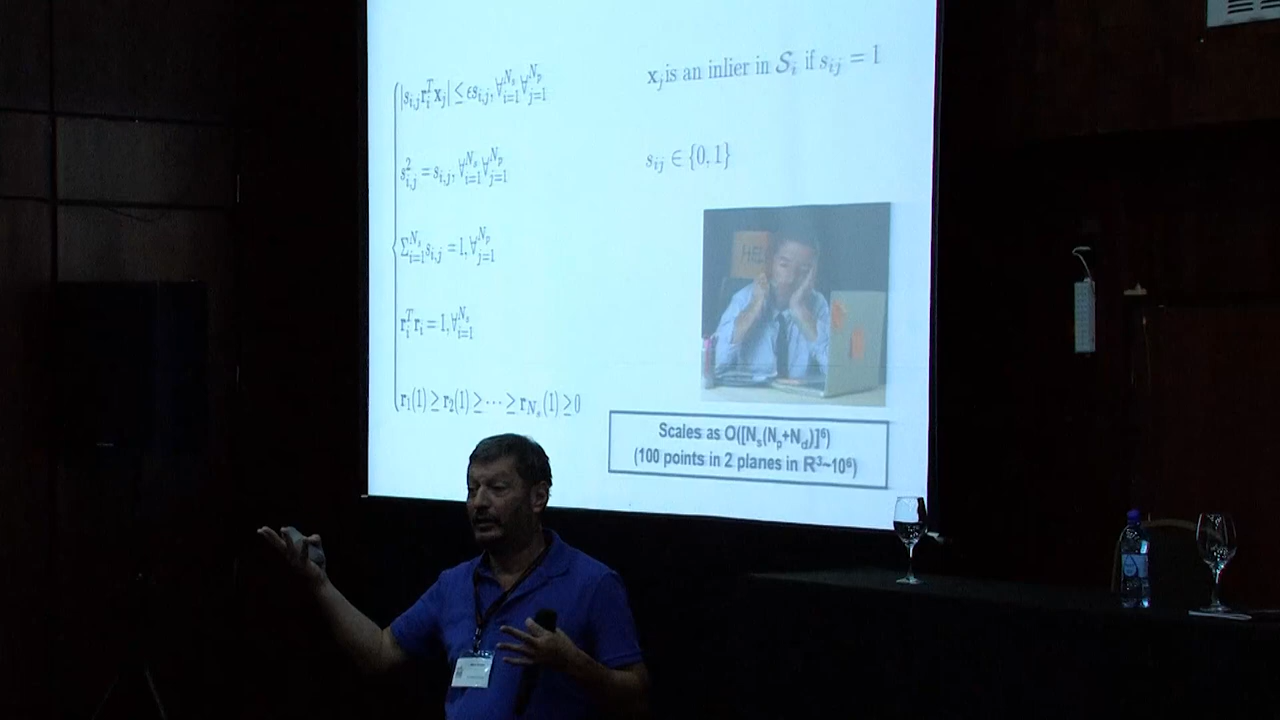 |s_{i,j} r_i^T x_j| ≤ ϵs_{i,j}, ∀_{i=1}^{N_s} ∀_{j=1}^{N_p}
x_j is an inlier in S_i if s_{ij} = 1
s_{i,j}^2 = s_{i,j}, ∀_{i=1}^{N_s} ∀_{j=1}^{N_p}
s_{ij} ∈ {0, 1}
Σ_{i=1}^{N_s} s_{i,j} = 1, ∀_{j=1}^{N_p}
r_i^T r_i = 1, ∀_{i=1}^{N_s}
r_1(1) ≥ r_2(1) ≥ ⋯ ≥ r_{N_s}(1) ≥ 0
HEL
Scales as O([N_s(N_p+N_d)]^6)
(100 points in 2 planes in R^3~10^6)